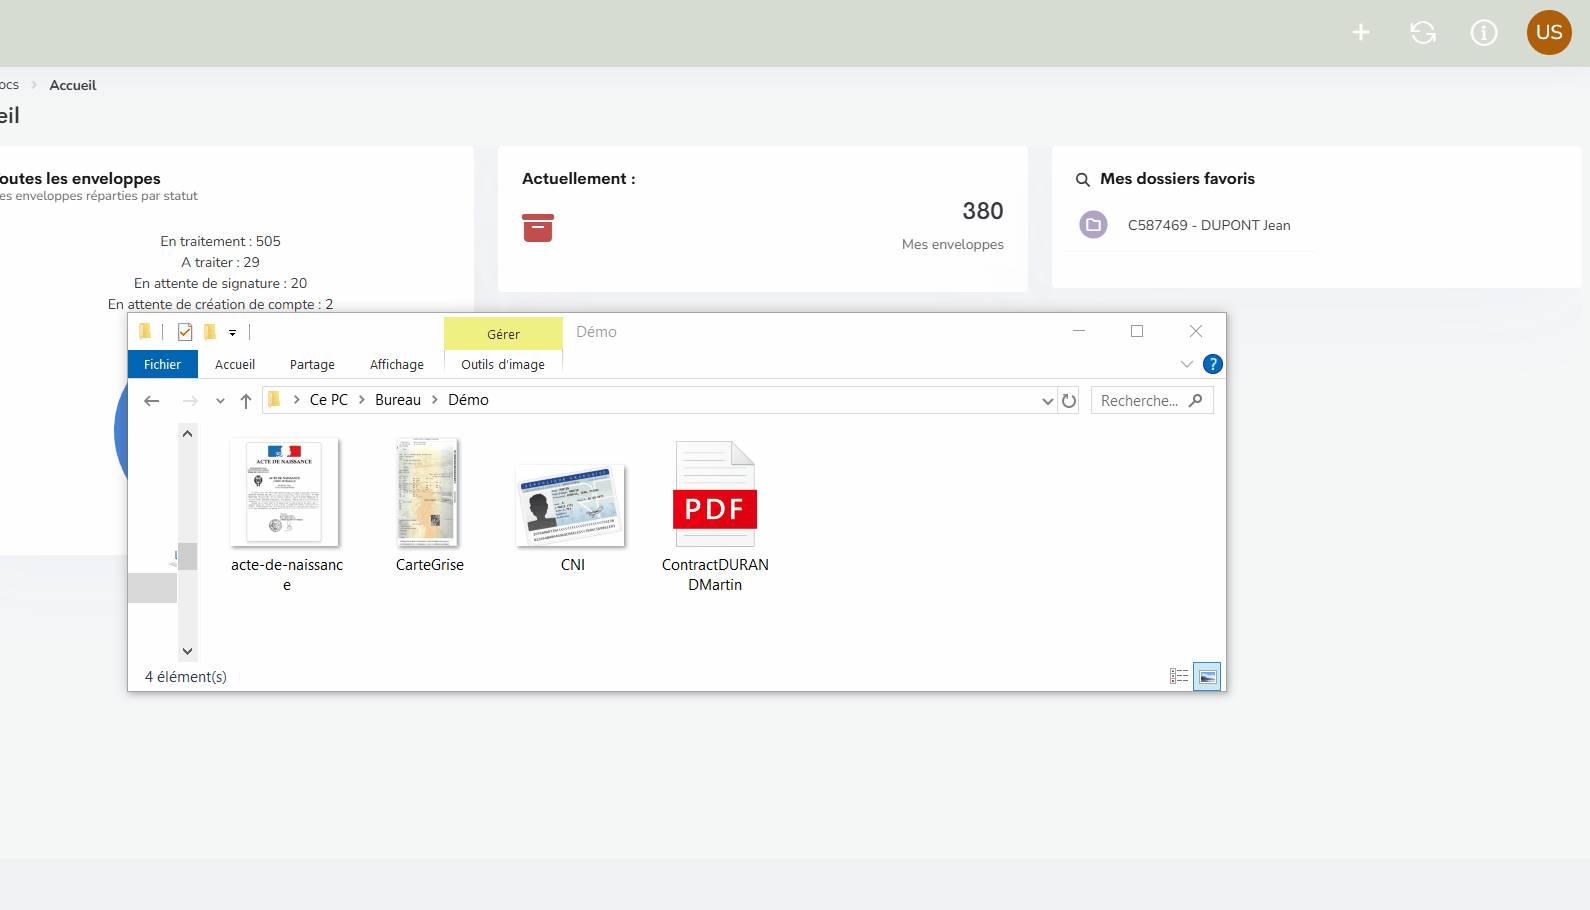 US
ocs > Accueil
eil
outes les enveloppes
es enveloppes réparties par statut
En traitement : 505
A traiter : 29
En attente de signature : 20
En attente de création de compte : 2
Actuellement :
380
Mes enveloppes
Mes dossiers favoris
C587469 - DUPONT Jean
Gérer
Démo
Fichier
Accueil
Partage
Affichage
Outils d'image
?
Ce PC > Bureau > Démo
Recherche...
ACTE DE NAISSANCE
PDF
acte-de-naissanc
e
CarteGrise
CNI
ContractDURAN
DMartin
4 élément(s)